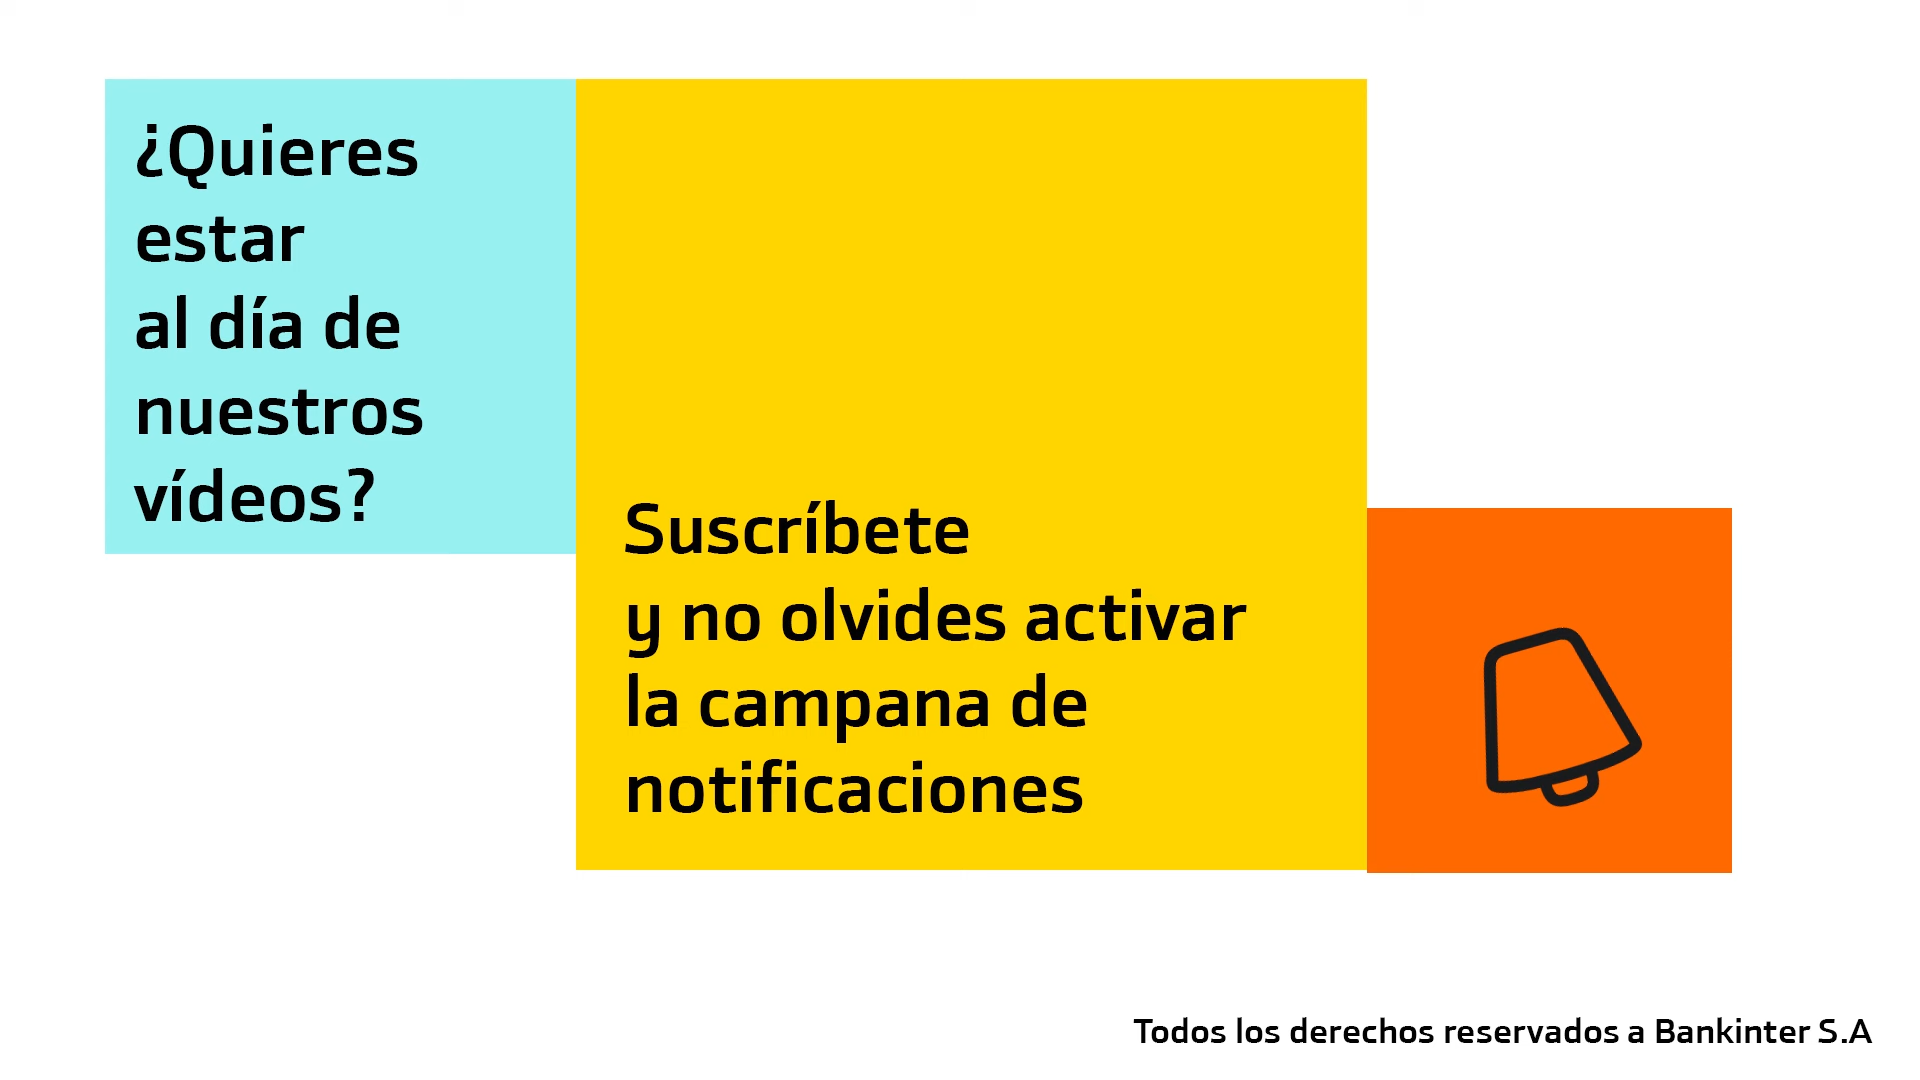 ¿Quieres
estar
al día de
nuestros
vídeos?
Suscríbete
y no olvides activar
la campana de
notificaciones
Todos los derechos reservados a Bankinter S.A